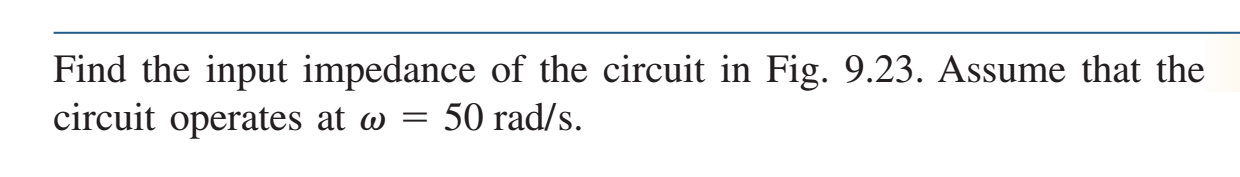 Find the input impedance of the circuit in Fig. 9.23. Assume that the
circuit operates at ω = 50 rad/s.